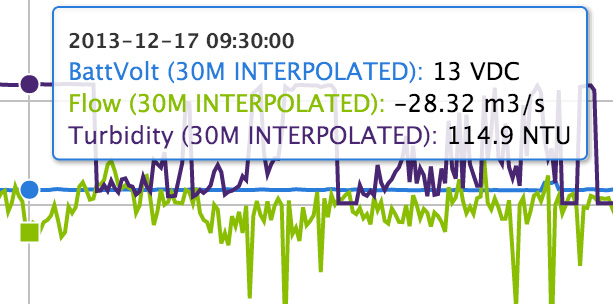 2013-12-17 09:30:00
BattVolt (30M INTERPOLATED): 13 VDC
Flow (30M INTERPOLATED): -28.32 m3/s
Turbidity (30M INTERPOLATED): 114.9 NTU